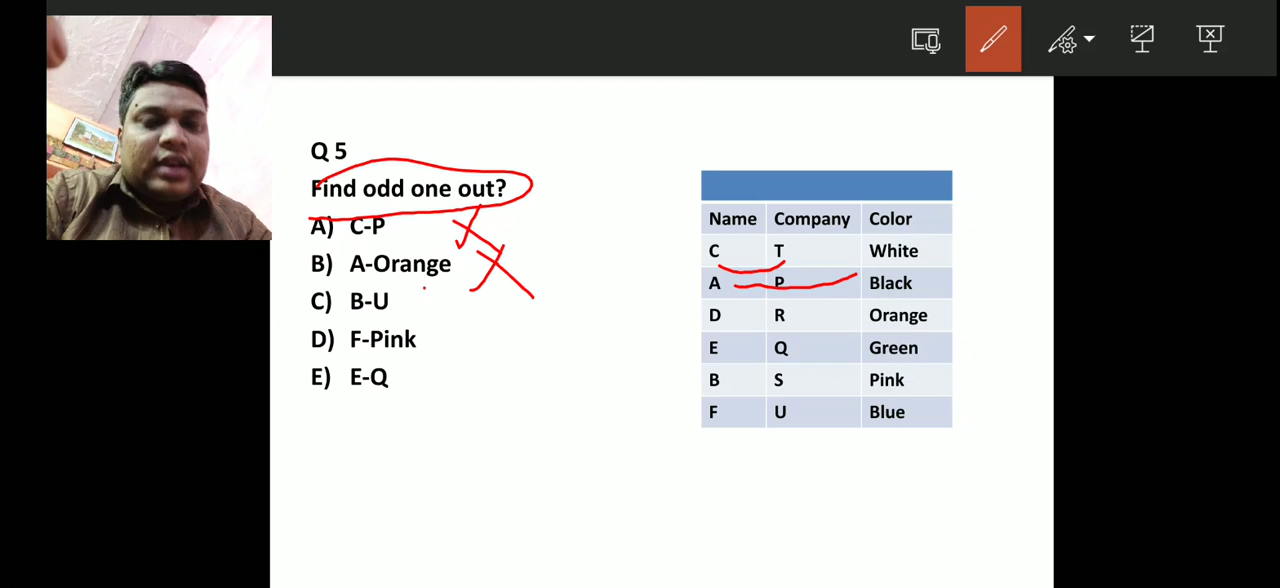 Q 5
Find odd one out?
A) C-P
B) A-Orange
C) B-U
D) F-Pink
E) E-Q
Name Company Color
C T White
A P Black
D R Orange
E Q Green
B S Pink
F U Blue